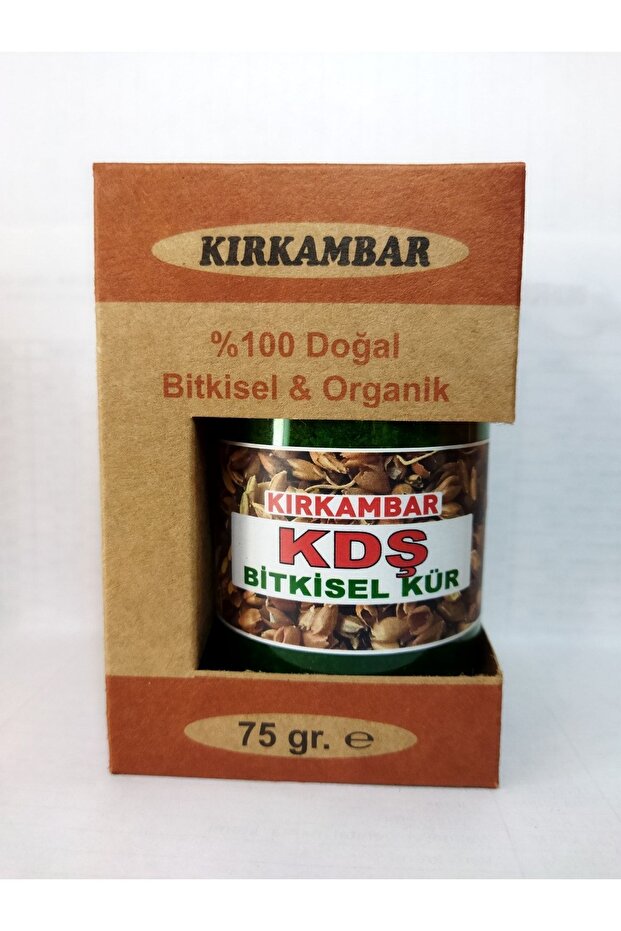 KIRKAMBAR
%100 Doğal
Bitkisel & Organik
KIRKAMBAR
KDŞ
BİTKİSEL KÜR
75 gr. ℮